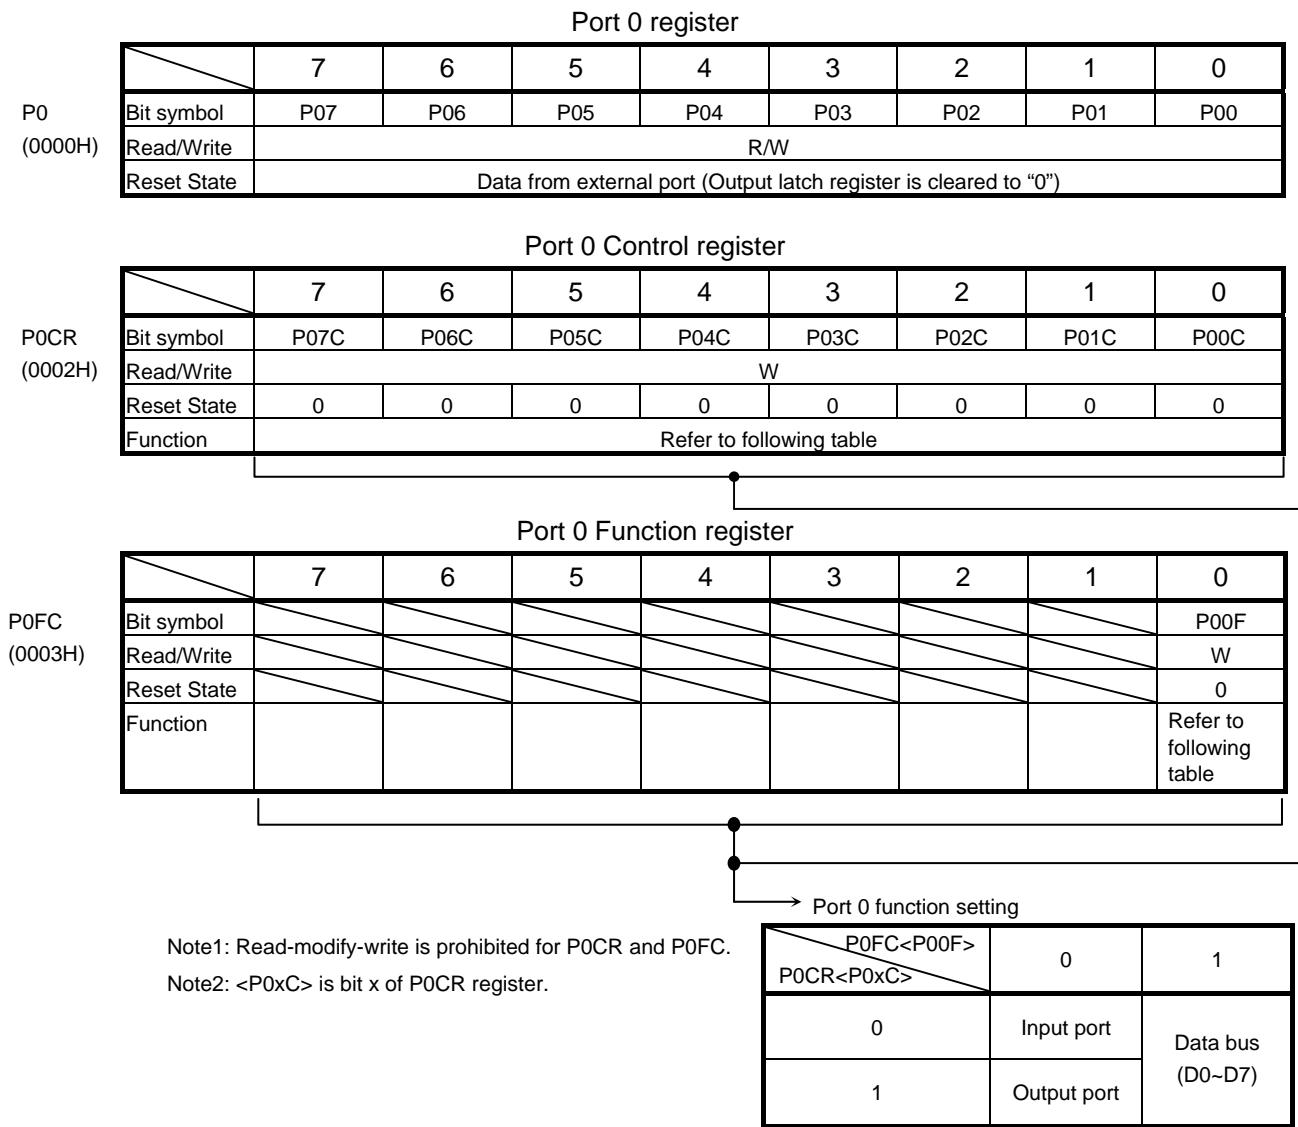 Port 0 register
7 6 5 4 3 2 1 0
P0
(0000H)
Bit symbol P07 P06 P05 P04 P03 P02 P01 P00
Read/Write R/W
Reset State Data from external port (Output latch register is cleared to “0”)
Port 0 Control register
7 6 5 4 3 2 1 0
P0CR
(0002H)
Bit symbol P07C P06C P05C P04C P03C P02C P01C P00C
Read/Write W
Reset State 0 0 0 0 0 0 0 0
Function Refer to following table
Port 0 Function register
7 6 5 4 3 2 1 0
P0FC
(0003H)
Bit symbol P00F
Read/Write W
Reset State 0
Function Refer to
following
table
Port 0 function setting
Note1: Read-modify-write is prohibited for P0CR and P0FC.
Note2: <P0xC> is bit x of P0CR register.
P0FC<P00F> 0 1
P0CR<P0xC>
0 Input port Data bus
(D0~D7)
1 Output port